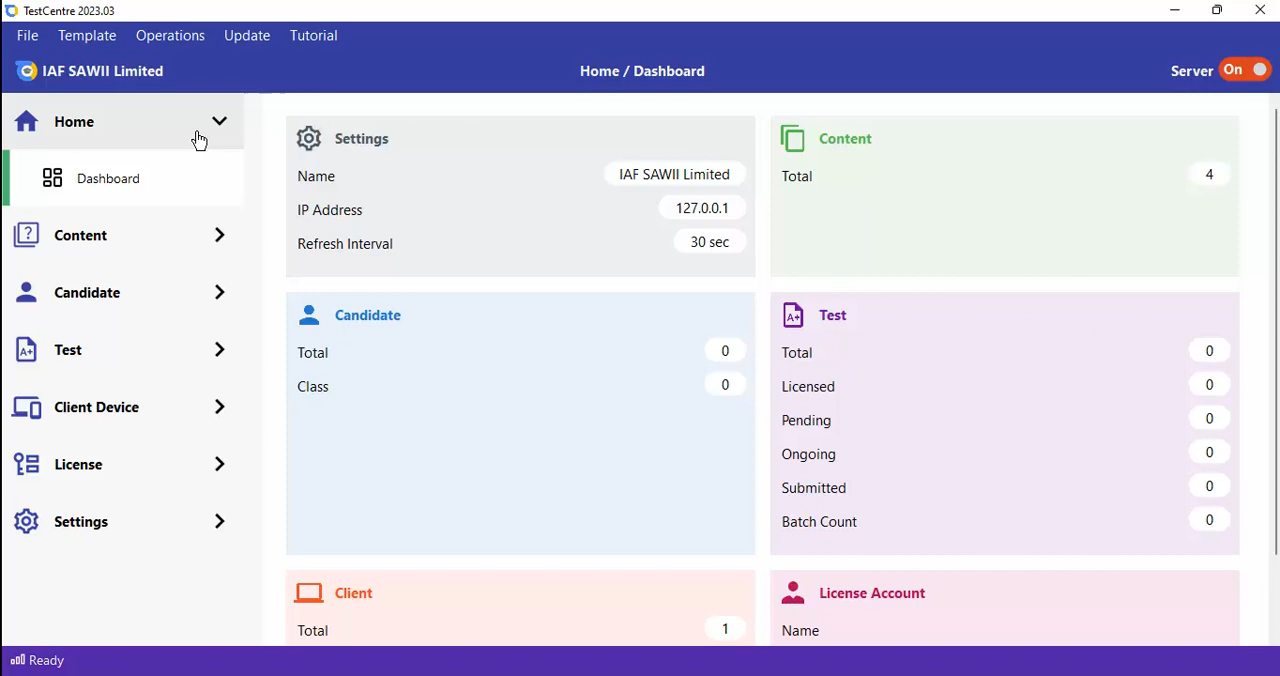 TestCentre 2023.03
File Template Operations Update Tutorial
IAF SAWII Limited Home / Dashboard Server On
Home
Dashboard
Content
Candidate
Test
Client Device
License
Settings
Settings
Name IAF SAWII Limited
IP Address 127.0.0.1
Refresh Interval 30 sec
Content
Total 4
Candidate
Total 0
Class 0
Test
Total 0
Licensed 0
Pending 0
Ongoing 0
Submitted 0
Batch Count 0
Client
Total 1
License Account
Name
Ready